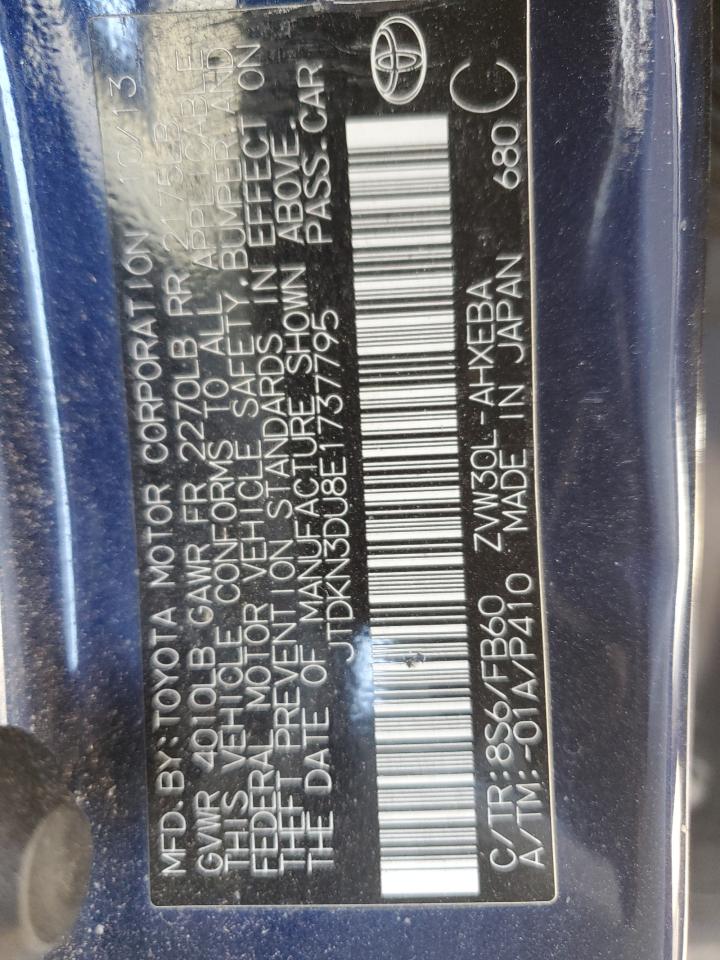 MFD.BY:TOYOTA MOTOR CORPORATION 10/13
GVWR 4010LB GAWR FR 2270LB RR 2175LB
THIS VEHICLE CONFORMS TO ALL APPLICABLE
FEDERAL MOTOR VEHICLE SAFETY,BUMPER,AND
THEFT PREVENTION STANDARDS IN EFFECT ON
THE DATE OF MANUFACTURE SHOWN ABOVE.
JTDKN3DU8E1737795 PASS.CAR
C/TR:8S6/FB60 ZVW30L-AHXEBA
A/TM:-01A/P410 MADE IN JAPAN 680 C